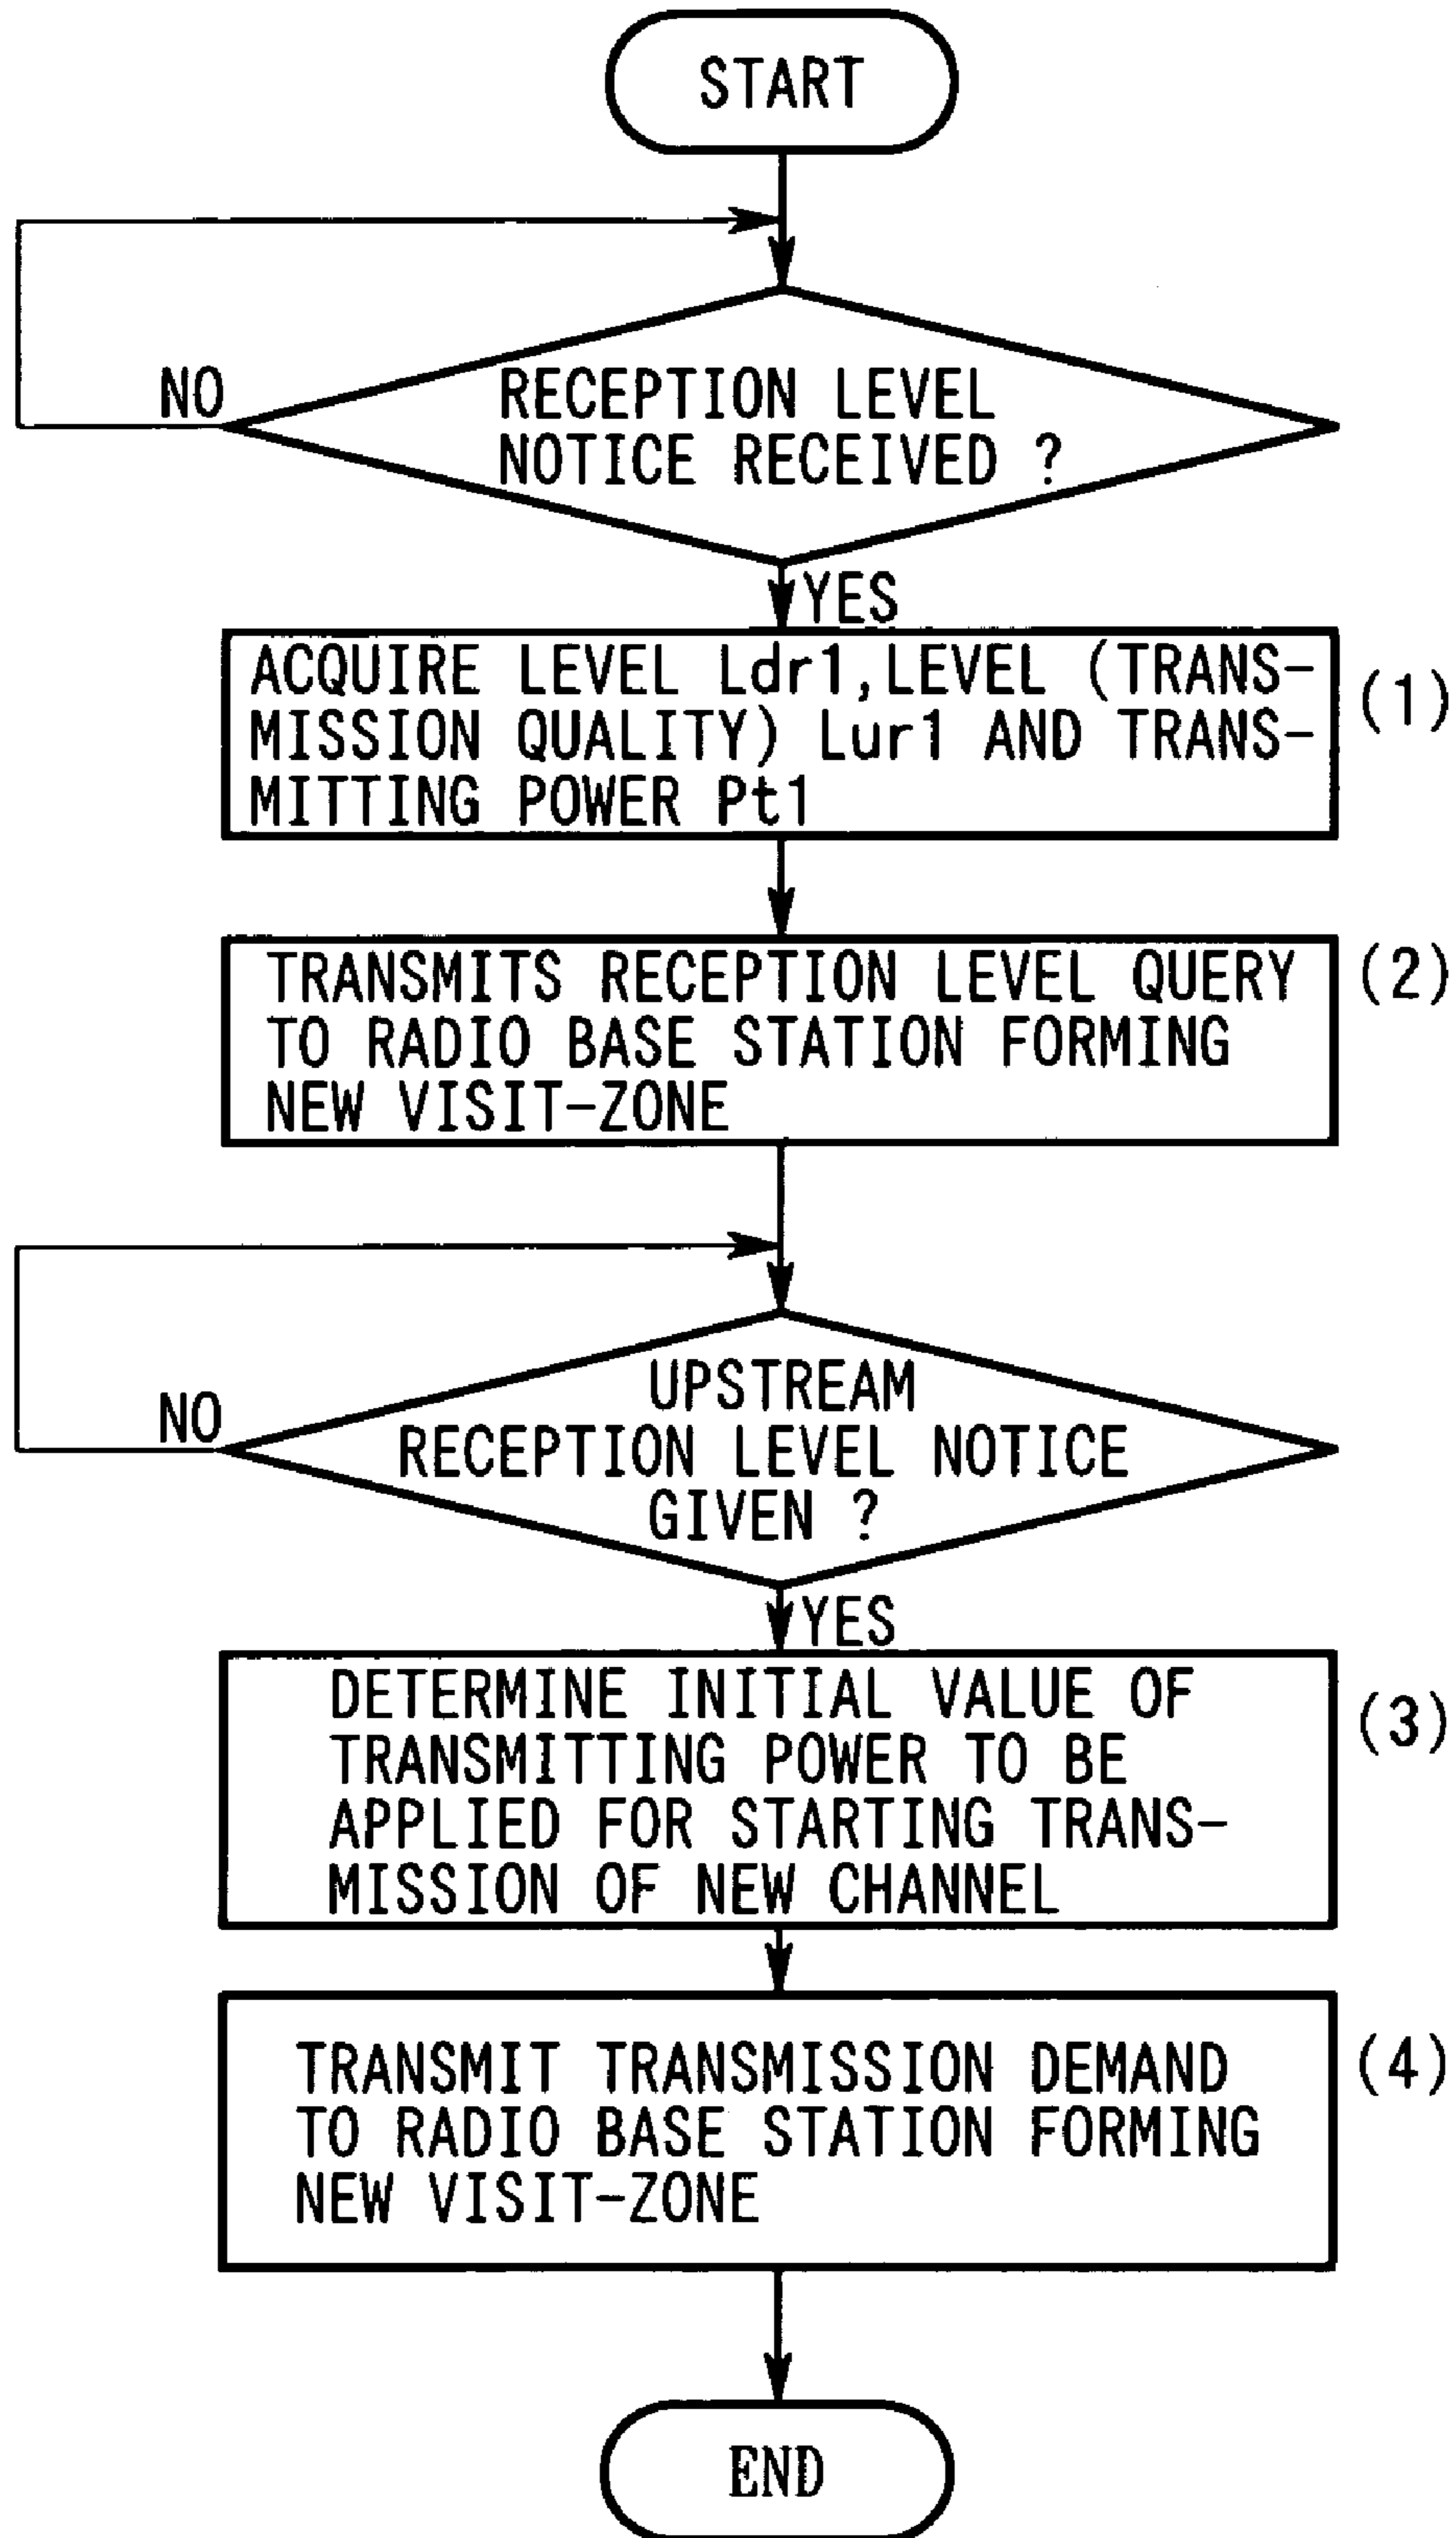 START
NO
RECEPTION LEVEL
NOTICE RECEIVED ?
YES
ACQUIRE LEVEL Ldr1,LEVEL (TRANS-
MISSION QUALITY) Lur1 AND TRANS-
MITTING POWER Pt1
(1)
TRANSMITS RECEPTION LEVEL QUERY
TO RADIO BASE STATION FORMING
NEW VISIT-ZONE
(2)
NO
UPSTREAM
RECEPTION LEVEL NOTICE
GIVEN ?
YES
DETERMINE INITIAL VALUE OF
TRANSMITTING POWER TO BE
APPLIED FOR STARTING TRANS-
MISSION OF NEW CHANNEL
(3)
TRANSMIT TRANSMISSION DEMAND
TO RADIO BASE STATION FORMING
NEW VISIT-ZONE
(4)
END